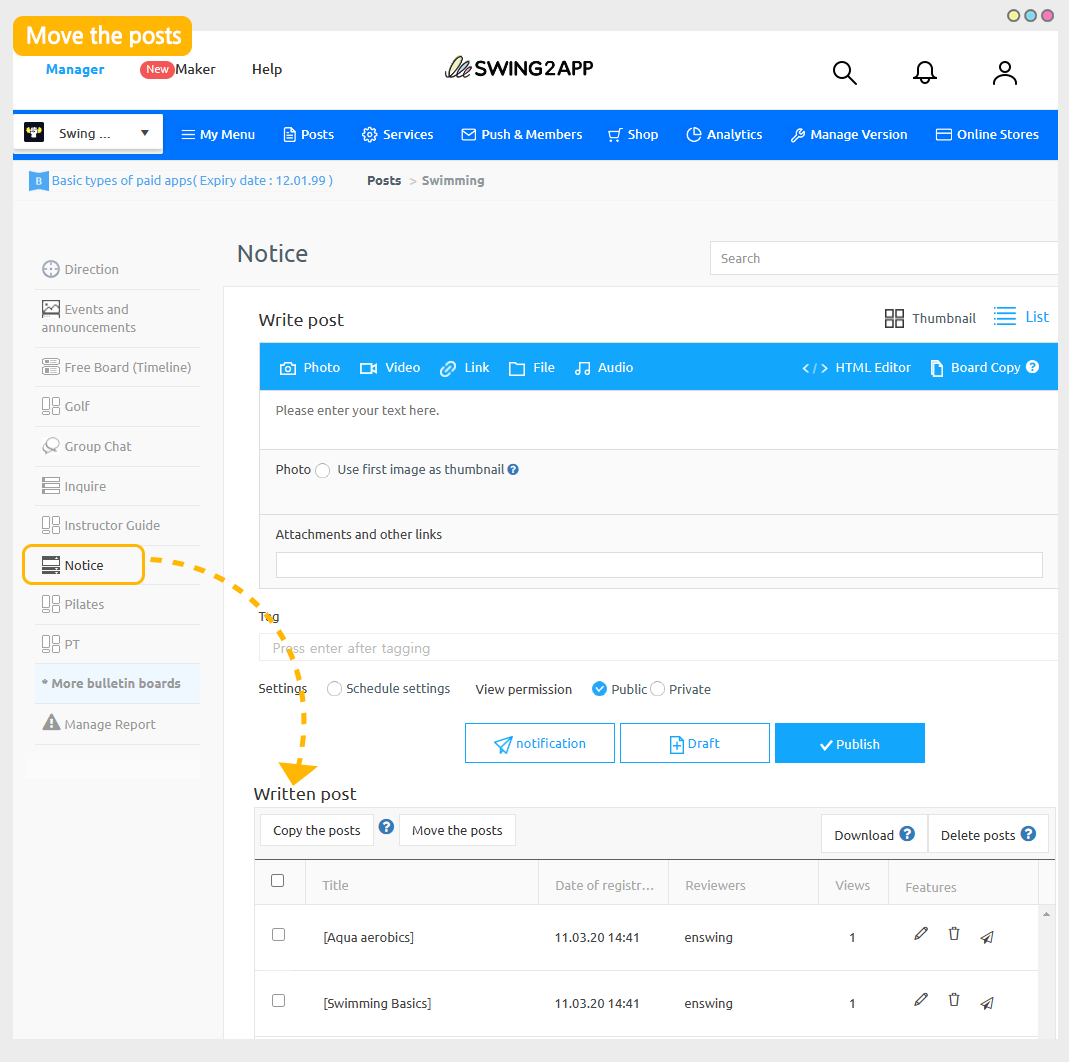 Move the posts
Manager New Maker Help SWING2APP
Swing ... My Menu Posts Services Push & Members Shop Analytics Manage Version Online Stores
B Basic types of paid apps( Expiry date : 12.01.99 ) Posts > Swimming
Notice
Search
Direction
Events and
announcements
Free Board (Timeline)
Golf
Group Chat
Inquire
Instructor Guide
Notice
Pilates
PT
* More bulletin boards
Manage Report
Write post Thumbnail List
Photo Video Link File Audio </> HTML Editor Board Copy ?
Please enter your text here.
Photo Use first image as thumbnail ?
Attachments and other links
Tag
Press enter after tagging
Settings Schedule settings View permission Public Private
notification Draft Publish
Written post
Copy the posts ? Move the posts Download ? Delete posts ?
Title Date of registr... Reviewers Views Features
[Aqua aerobics] 11.03.20 14:41 enswing 1
[Swimming Basics] 11.03.20 14:41 enswing 1